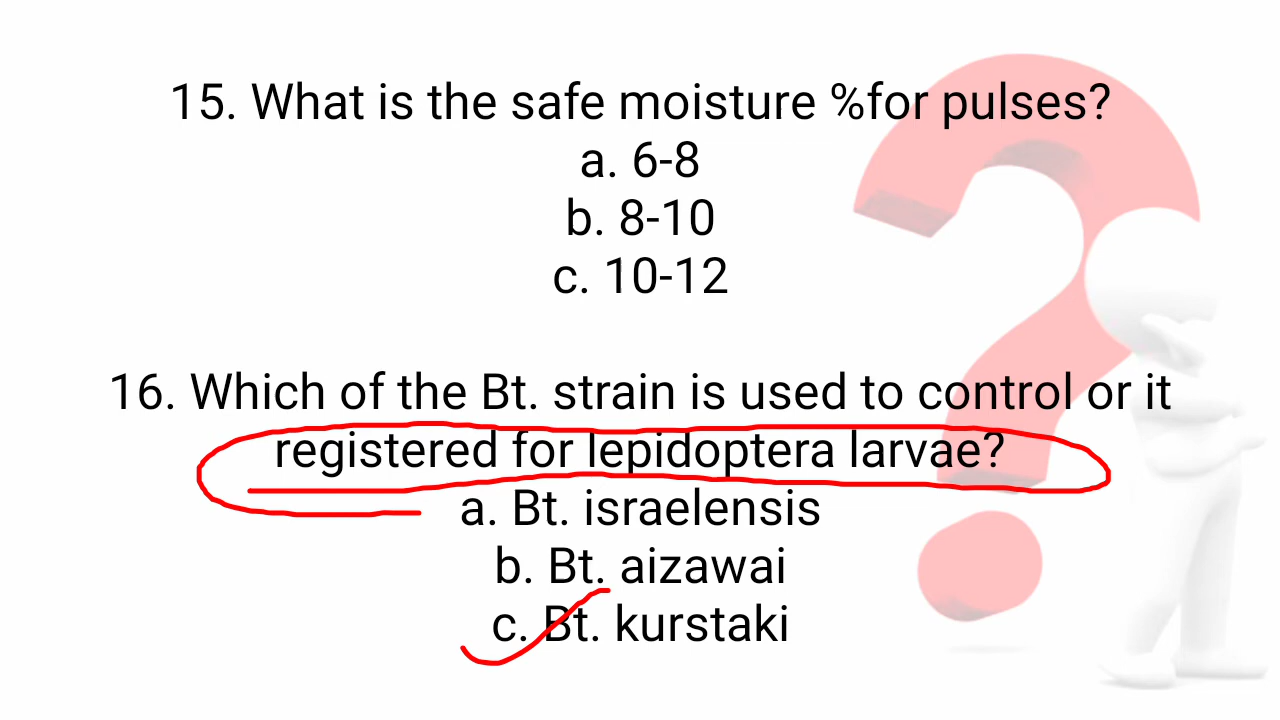 15. What is the safe moisture %for pulses?
a. 6-8
b. 8-10
c. 10-12
16. Which of the Bt. strain is used to control or it
registered for lepidoptera larvae?
a. Bt. israelensis
b. Bt. aizawai
c. Bt. kurstaki